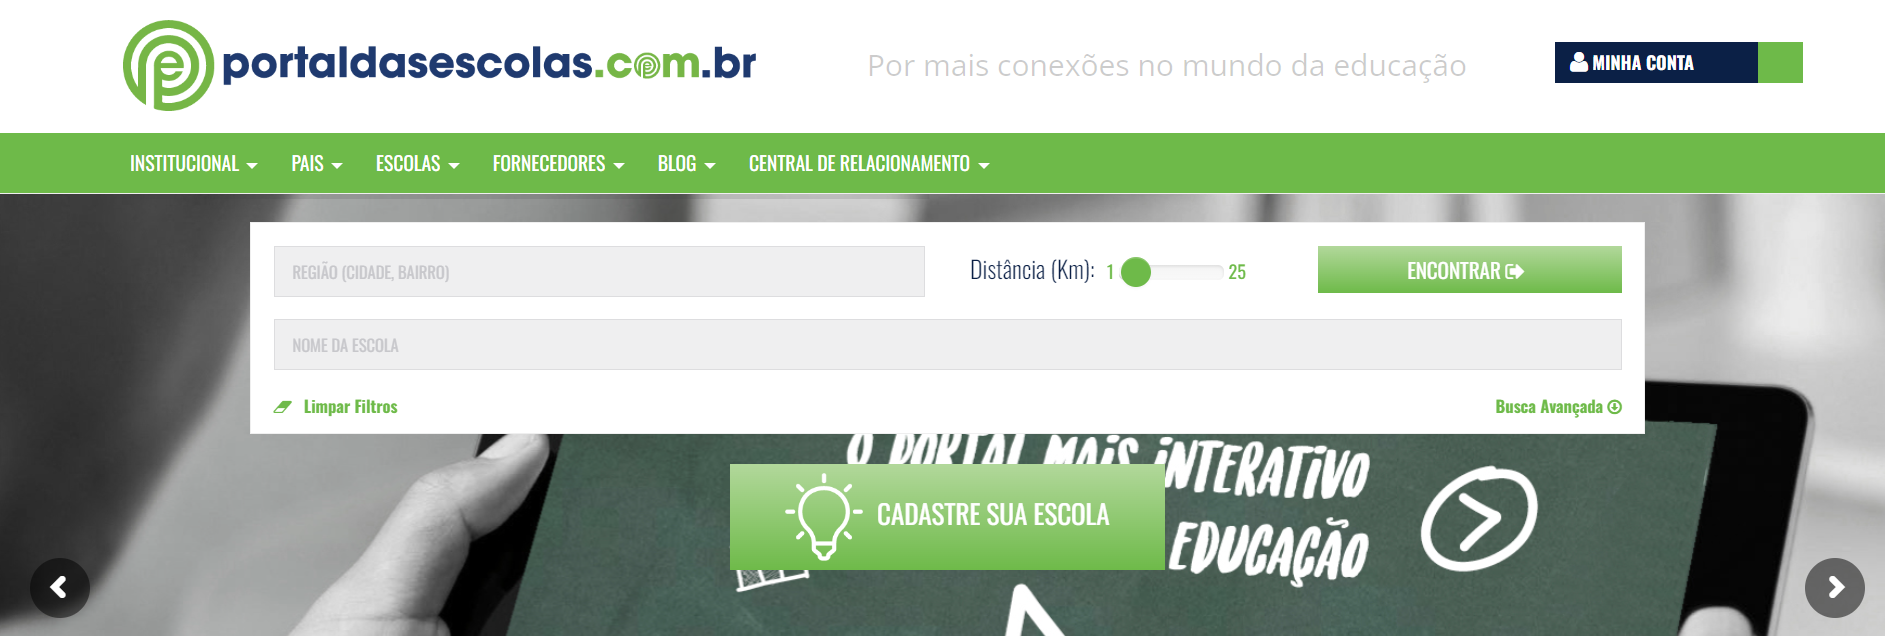 portaldasescolas.com.br
Por mais conexões no mundo da educação
MINHA CONTA
INSTITUCIONAL
PAIS
ESCOLAS
FORNECEDORES
BLOG
CENTRAL DE RELACIONAMENTO
REGIÃO (CIDADE, BAIRRO)
Distância (Km): 1 25
ENCONTRAR
NOME DA ESCOLA
Limpar Filtros
Busca Avançada
O PORTAL MAIS INTERATIVO
CADASTRE SUA ESCOLA
EDUCAÇÃO